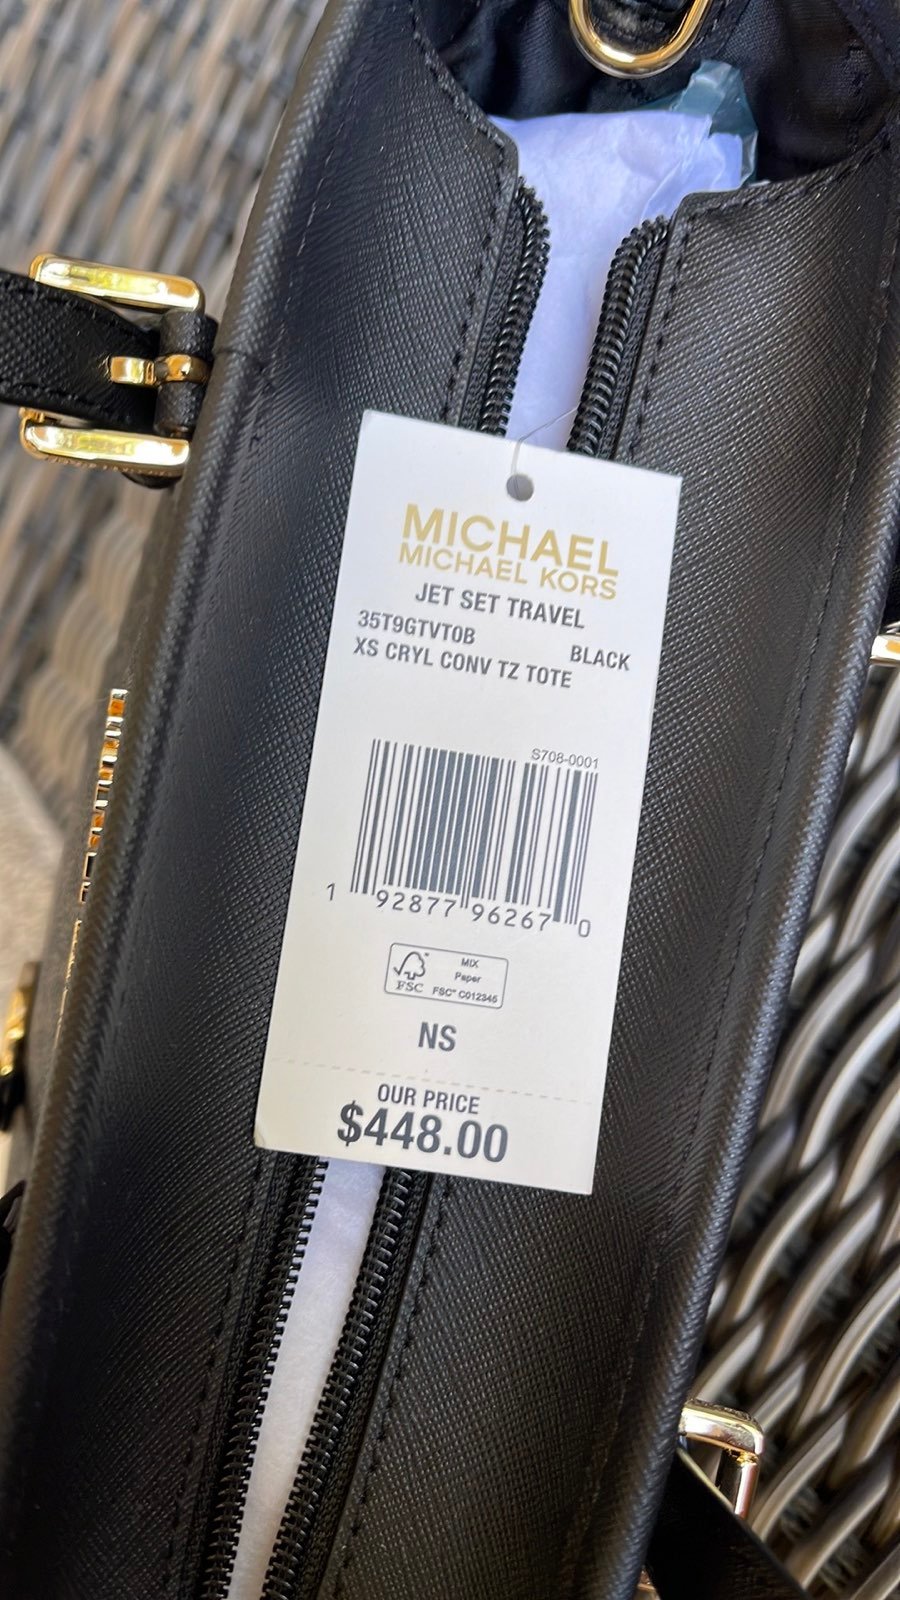 MICHAEL
MICHAEL KORS
JET SET TRAVEL
35T9GTVT0B
BLACK
XS CRYL CONV TZ TOTE
S708-0001
1 92877 96267 0
FSC
MIX
Paper
FSC™ C012345
NS
OUR PRICE
$448.00